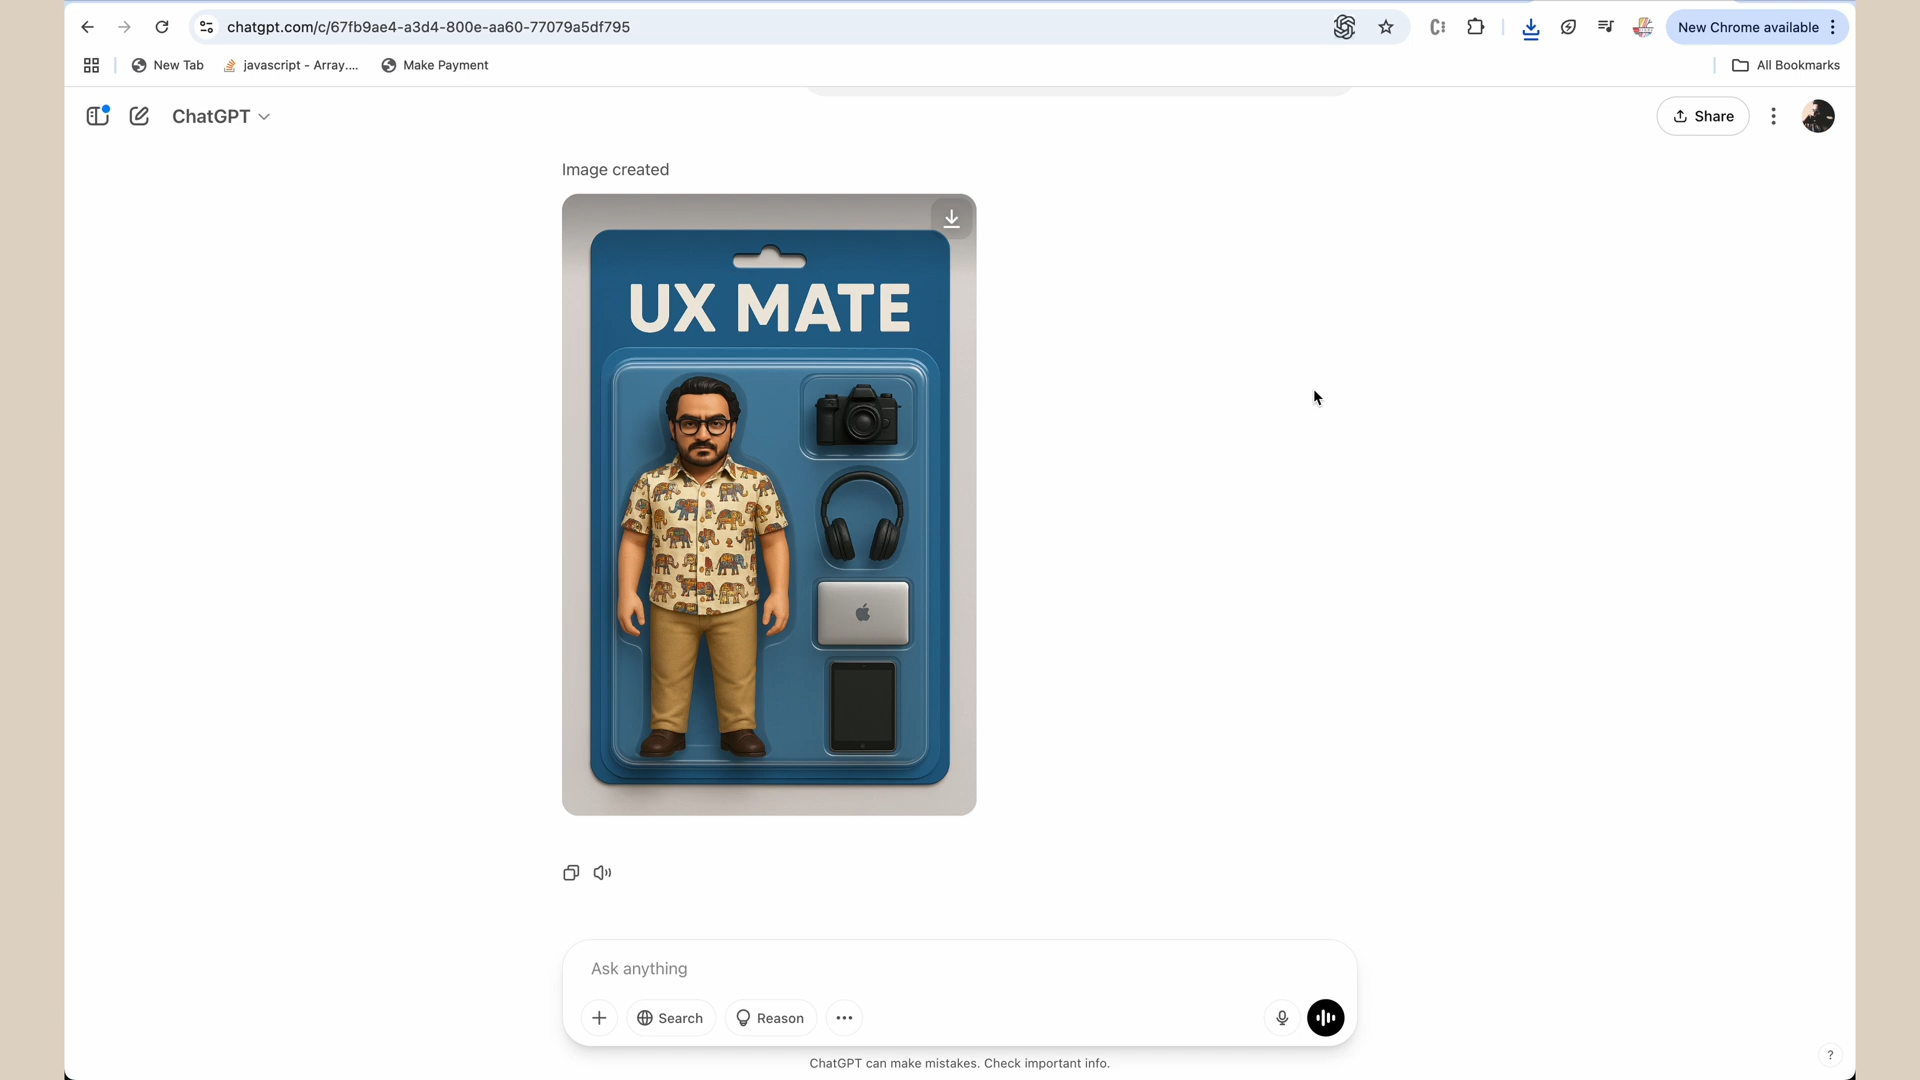 chatgpt.com/c/67fb9ae4-a3d4-800e-aa60-77079a5df795
New Chrome available
New Tab
javascript - Array....
Make Payment
All Bookmarks
ChatGPT
Share
Image created
UX MATE
Ask anything
Search
Reason
ChatGPT can make mistakes. Check important info.
?